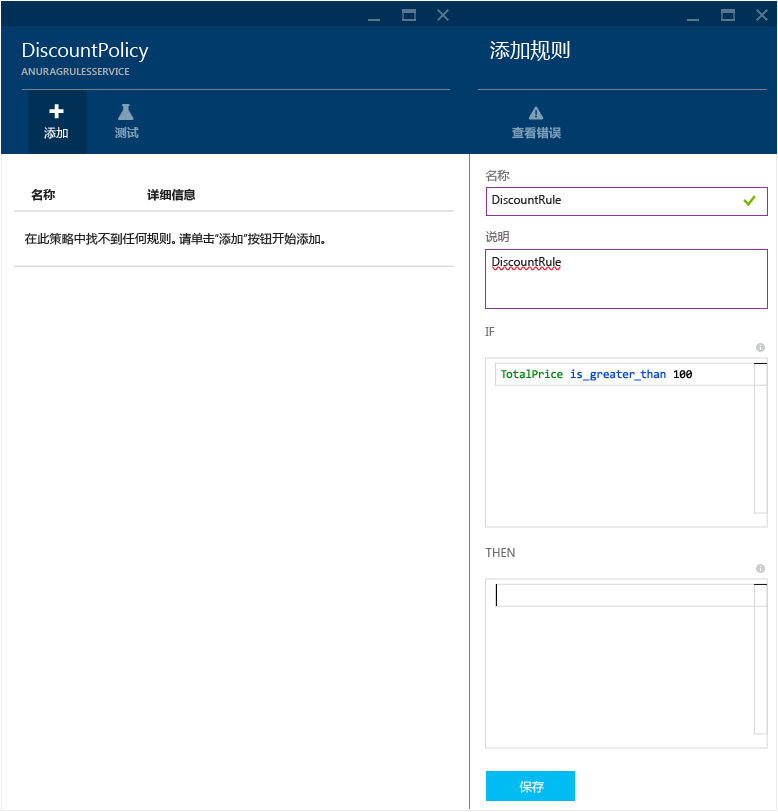 DiscountPolicy
ANURAGRULESSERVICE
添加
测试
名称 详细信息
在此策略中找不到任何规则。请单击“添加”按钮开始添加。
添加规则
查看错误
名称
DiscountRule
说明
DiscountRule
IF
TotalPrice is_greater_than 100
THEN
保存